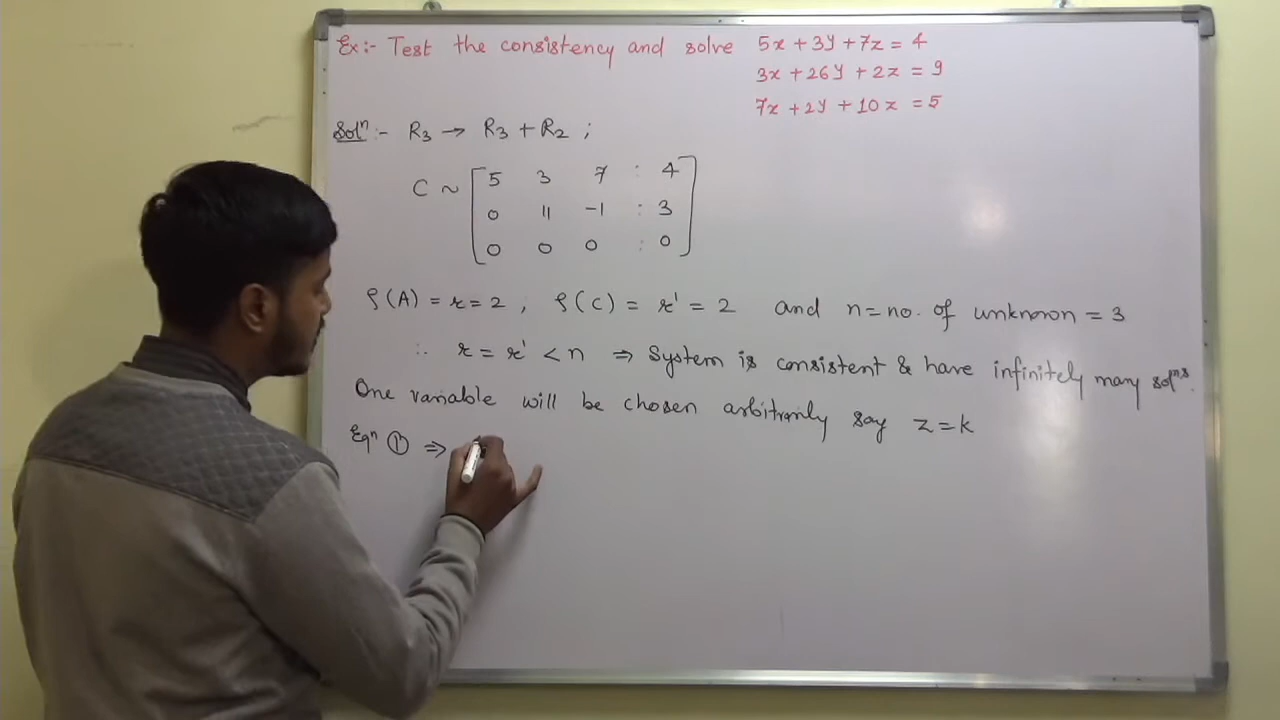 Ex:- Test the consistency and solve 5x + 3y + 7z = 4
3x + 26y + 2z = 9
7x + 2y + 10z = 5
Solⁿ:- R₃ → R₃ + R₂ ;
C ~ [ 5 3 7 : 4
0 11 -1 : 3
0 0 0 : 0 ]
ρ(A) = r = 2 , ρ(C) = r' = 2 and n = no. of unknown = 3
∴ r = r' < n ⇒ System is consistent & have infinitely many solⁿˢ.
One variable will be chosen arbitrarily say z = k
Eqⁿ ① ⇒